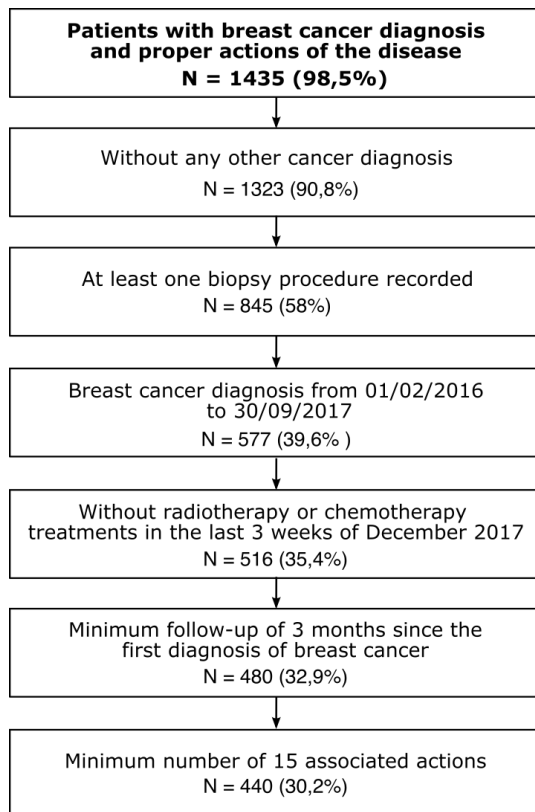 Patients with breast cancer diagnosis
and proper actions of the disease
N = 1435 (98,5%)
Without any other cancer diagnosis
N = 1323 (90,8%)
At least one biopsy procedure recorded
N = 845 (58%)
Breast cancer diagnosis from 01/02/2016
to 30/09/2017
N = 577 (39,6% )
Without radiotherapy or chemotherapy
treatments in the last 3 weeks of December 2017
N = 516 (35,4%)
Minimum follow-up of 3 months since the
first diagnosis of breast cancer
N = 480 (32,9%)
Minimum number of 15 associated actions
N = 440 (30,2%)